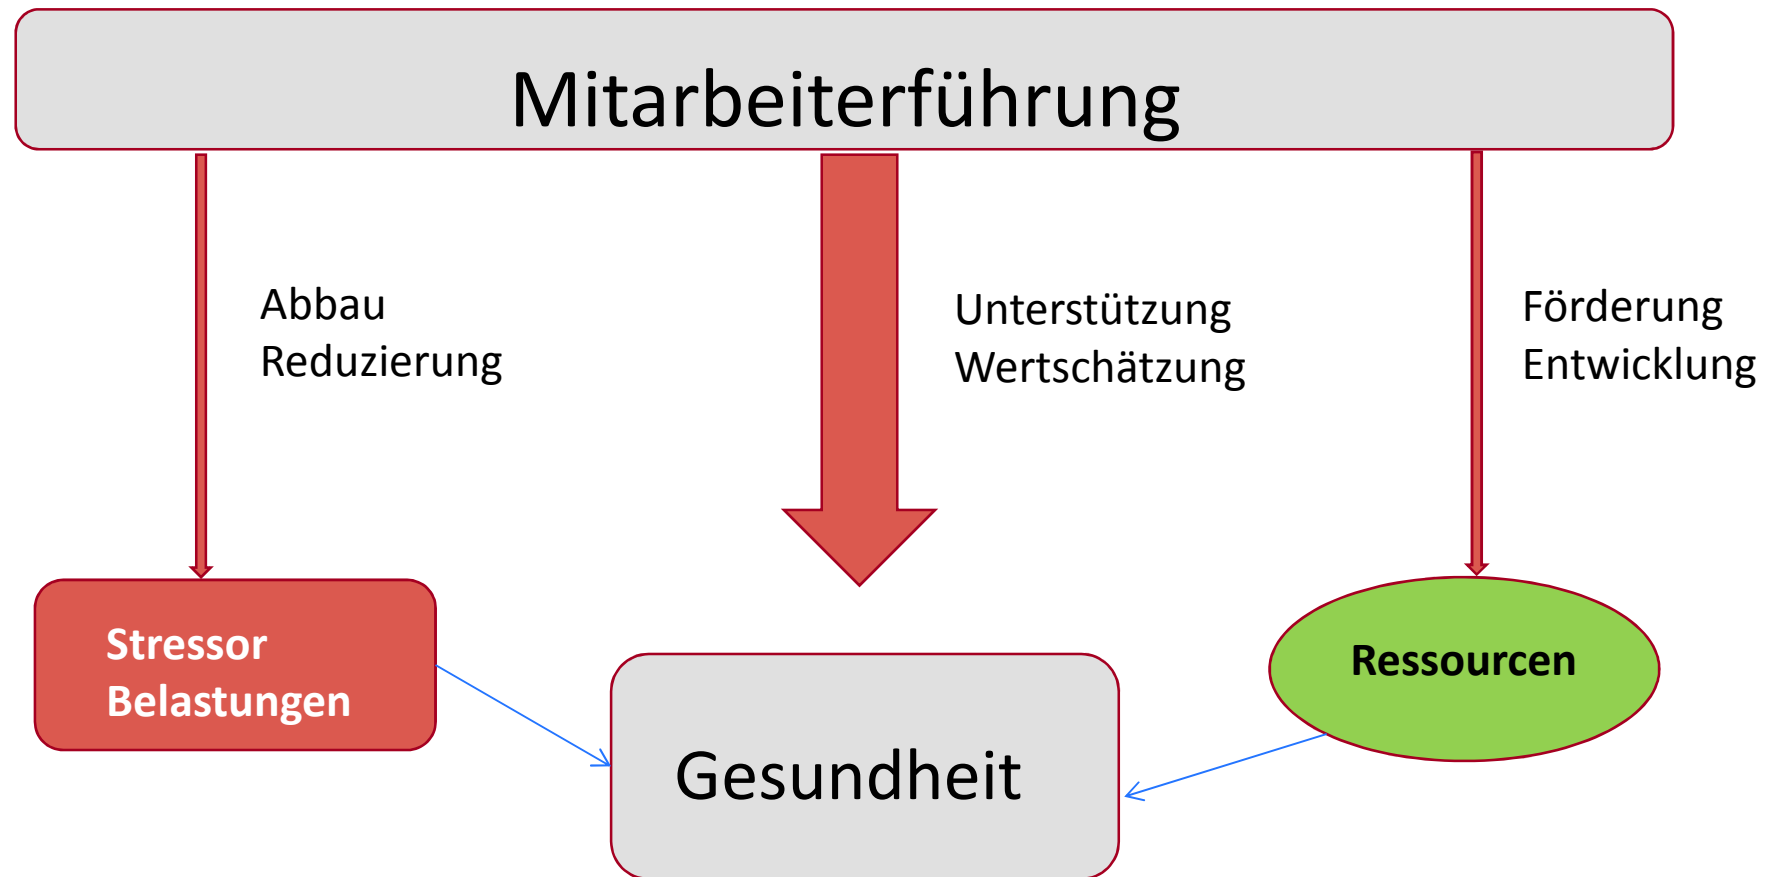 Mitarbeiterführung
Abbau
Reduzierung
Unterstützung
Wertschätzung
Förderung
Entwicklung
Stressor
Belastungen
Gesundheit
Ressourcen